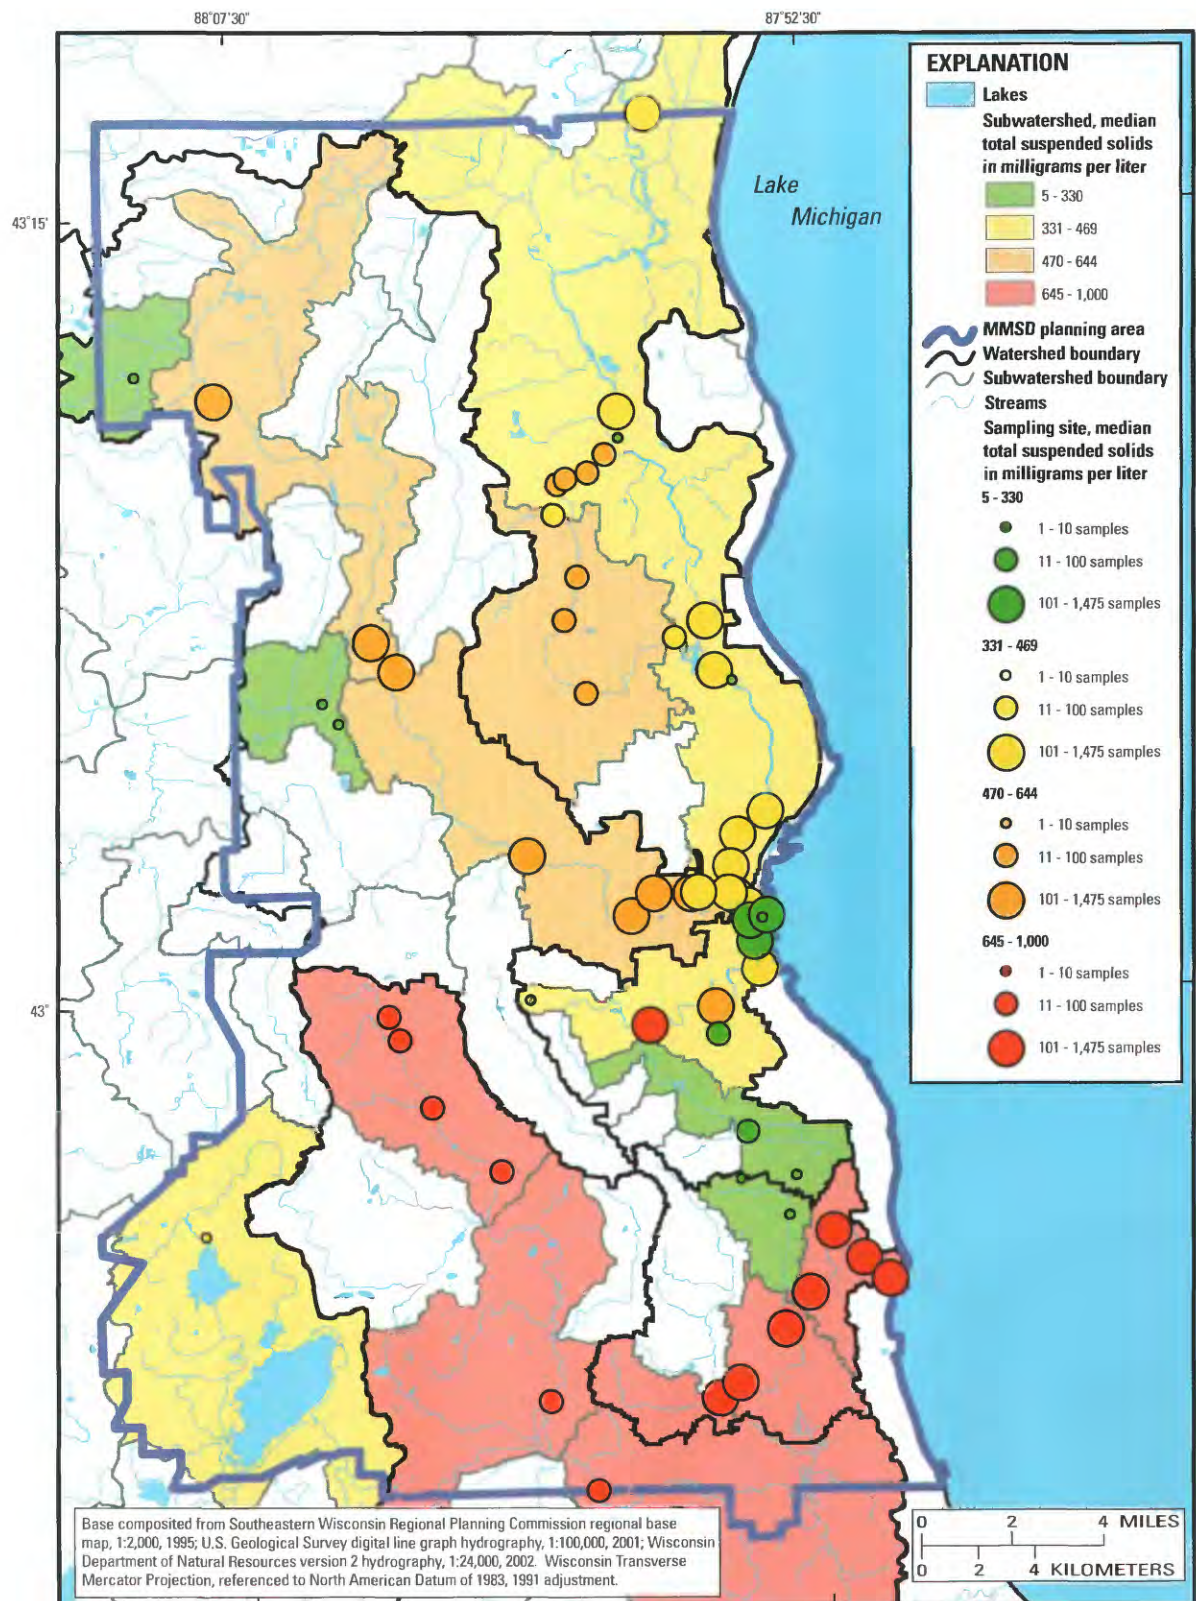 88°07'30"
87°52'30"
EXPLANATION
Lakes
Subwatershed, median
total suspended solids
in milligrams per liter
5 - 330
331 - 469
470 - 644
645 - 1,000
MMSD planning area
Watershed boundary
Subwatershed boundary
Streams
Sampling site, median
total suspended solids
in milligrams per liter
5 - 330
1 - 10 samples
11 - 100 samples
101 - 1,475 samples
331 - 469
1 - 10 samples
11 - 100 samples
101 - 1,475 samples
470 - 644
1 - 10 samples
11 - 100 samples
101 - 1,475 samples
645 - 1,000
1 - 10 samples
11 - 100 samples
101 - 1,475 samples
Lake
Michigan
43°15'
43°
Base composited from Southeastern Wisconsin Regional Planning Commission regional base
map, 1:2,000, 1995; U.S. Geological Survey digital line graph hydrography, 1:100,000, 2001; Wisconsin
Department of Natural Resources version 2 hydrography, 1:24,000, 2002. Wisconsin Transverse
Mercator Projection, referenced to North American Datum of 1983, 1991 adjustment.
0 2 4 MILES
0 2 4 KILOMETERS